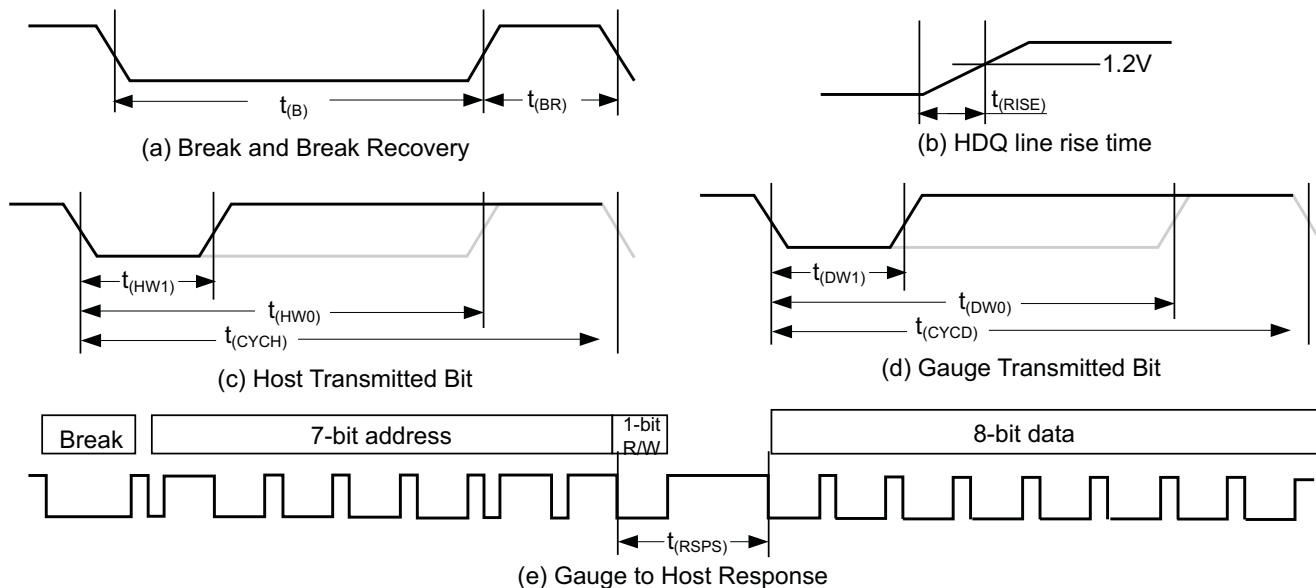 1.2V
t(B)
t(BR)
t(RISE)
(a) Break and Break Recovery
(b) HDQ line rise time
t(HW1)
t(HW0)
t(CYCH)
(c) Host Transmitted Bit
t(DW1)
t(DW0)
t(CYCD)
(d) Gauge Transmitted Bit
Break
7-bit address
1-bit
R/W
8-bit data
t(RSPS)
(e) Gauge to Host Response